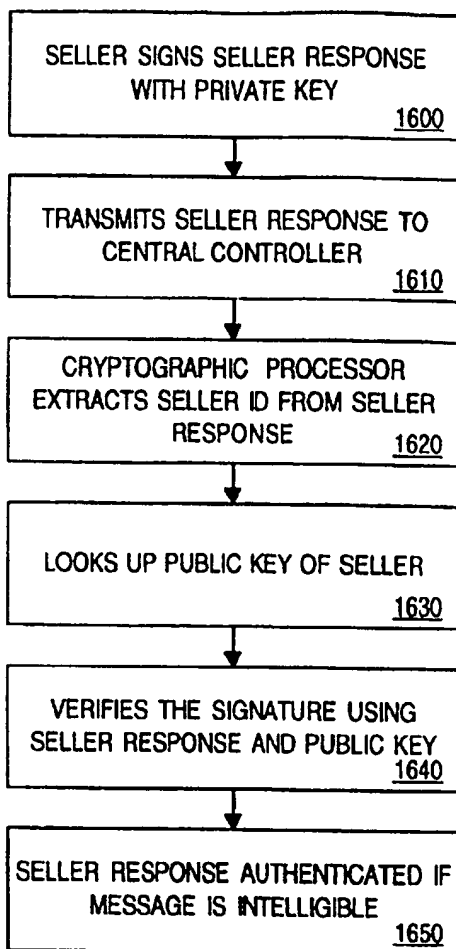 SELLER SIGNS SELLER RESPONSE
WITH PRIVATE KEY
1600
TRANSMITS SELLER RESPONSE TO
CENTRAL CONTROLLER
1610
CRYPTOGRAPHIC PROCESSOR
EXTRACTS SELLER ID FROM SELLER
RESPONSE
1620
LOOKS UP PUBLIC KEY OF SELLER
1630
VERIFIES THE SIGNATURE USING
SELLER RESPONSE AND PUBLIC KEY
1640
SELLER RESPONSE AUTHENTICATED IF
MESSAGE IS INTELLIGIBLE
1650